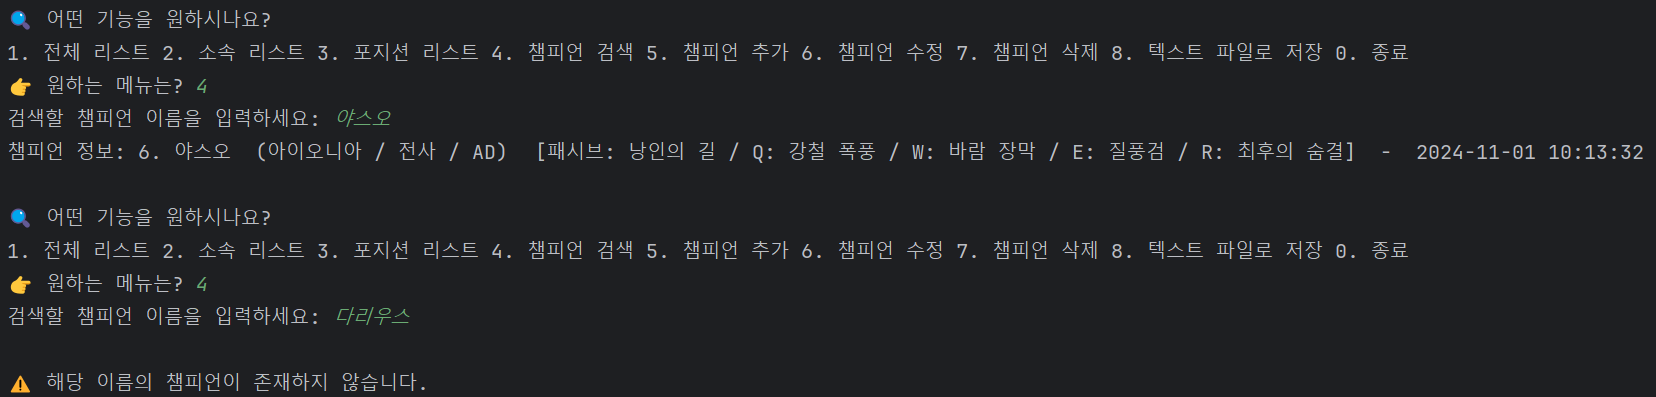 🔍 어떤 기능을 원하시나요?
1. 전체 리스트 2. 소속 리스트 3. 포지션 리스트 4. 챔피언 검색 5. 챔피언 추가 6. 챔피언 수정 7. 챔피언 삭제 8. 텍스트 파일로 저장 0. 종료
👉 원하는 메뉴는? 4
검색할 챔피언 이름을 입력하세요: 야스오
챔피언 정보: 6. 야스오  (아이오니아 / 전사 / AD)  [패시브: 낭인의 길 / Q: 강철 폭풍 / W: 바람 장막 / E: 질풍검 / R: 최후의 숨결]  -  2024-11-01 10:13:32
🔍 어떤 기능을 원하시나요?
1. 전체 리스트 2. 소속 리스트 3. 포지션 리스트 4. 챔피언 검색 5. 챔피언 추가 6. 챔피언 수정 7. 챔피언 삭제 8. 텍스트 파일로 저장 0. 종료
👉 원하는 메뉴는? 4
검색할 챔피언 이름을 입력하세요: 다리우스
⚠️ 해당 이름의 챔피언이 존재하지 않습니다.